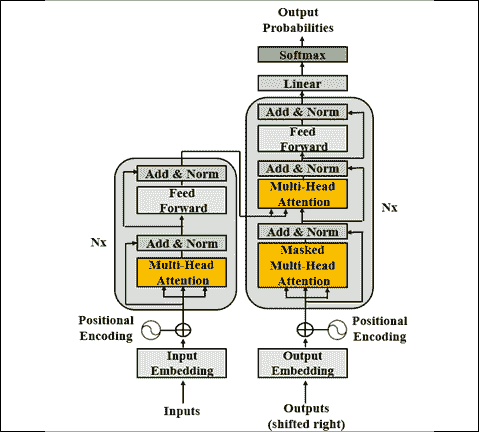 Output
Probabilities
Softmax
Linear
Add & Norm
Feed
Forward
Add & Norm
Multi-Head
Attention
Add & Norm
Masked
Multi-Head
Attention
Nx
Add & Norm
Feed
Forward
Nx
Add & Norm
Multi-Head
Attention
Positional
Encoding
Positional
Encoding
Input
Embedding
Output
Embedding
Inputs
Outputs
(shifted right)